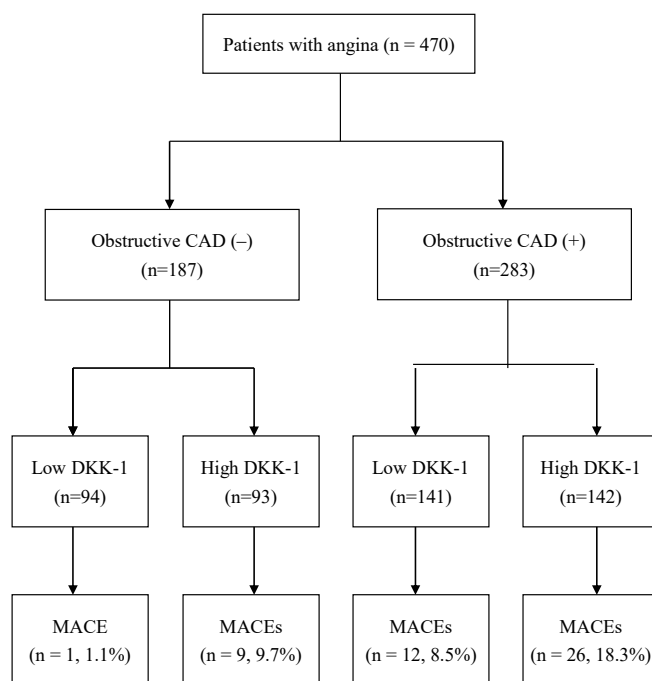 Patients with angina (n = 470)
Obstructive CAD (–)
(n=187)
Obstructive CAD (+)
(n=283)
Low DKK-1
(n=94)
High DKK-1
(n=93)
Low DKK-1
(n=141)
High DKK-1
(n=142)
MACE
(n = 1, 1.1%)
MACEs
(n = 9, 9.7%)
MACEs
(n = 12, 8.5%)
MACEs
(n = 26, 18.3%)